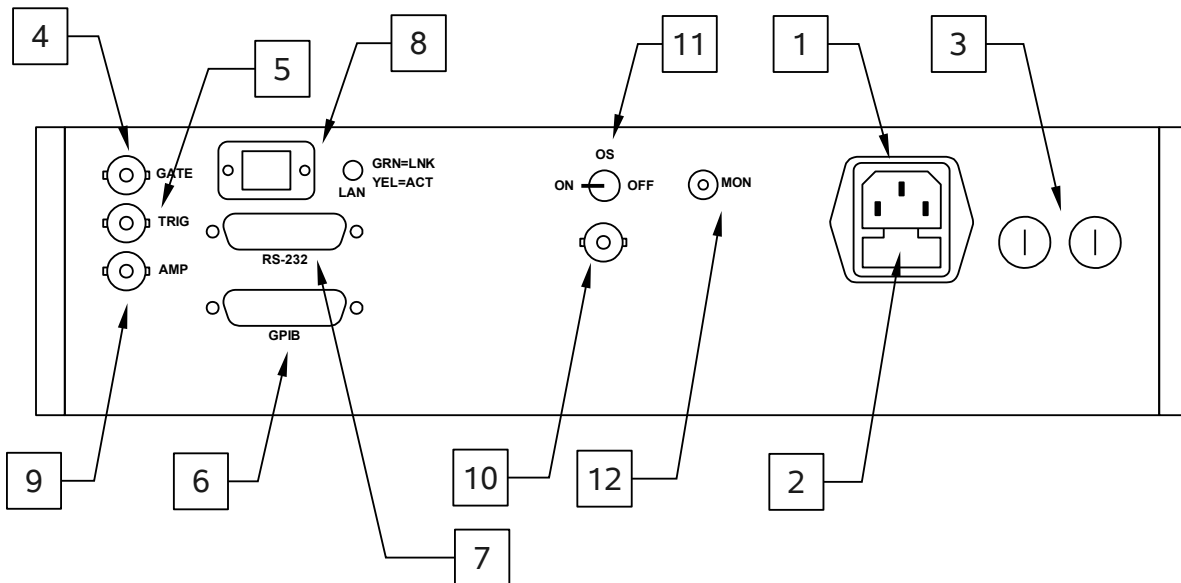 4
5
8
11
1
3
GATE
TRIG
AMP
GRN=LNK
YEL=ACT
LAN
RS-232
GPIB
OS
ON
OFF
MON
9
6
7
10
12
2